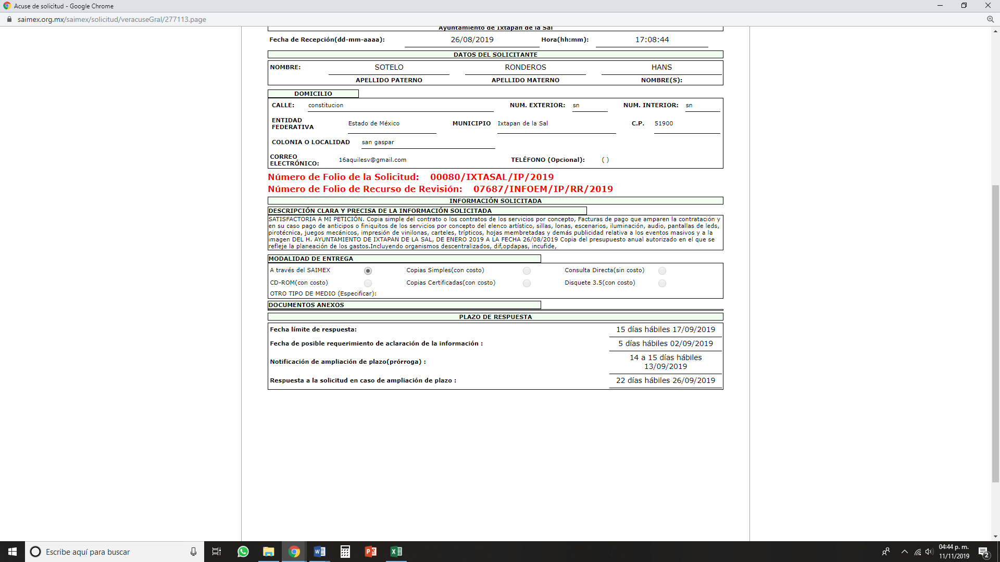 Acuse de solicitud - Google Chrome
saimex.org.mx/saimex/solicitud/veracuseGral/277113.page
Ayuntamiento de Ixtapan de la Sal
Fecha de Recepción(dd-mm-aaaa): 26/08/2019 Hora(hh:mm): 17:08:44
DATOS DEL SOLICITANTE
NOMBRE: SOTELO RONDEROS HANS
APELLIDO PATERNO APELLIDO MATERNO NOMBRE(S):
DOMICILIO
CALLE: constitucion NUM. EXTERIOR: sn NUM. INTERIOR: sn
ENTIDAD FEDERATIVA Estado de México MUNICIPIO Ixtapan de la Sal C.P. 51900
COLONIA O LOCALIDAD san gaspar
CORREO ELECTRÓNICO: 16aquilesv@gmail.com TELÉFONO (Opcional): ( )
Número de Folio de la Solicitud: 00080/IXTASAL/IP/2019
Número de Folio de Recurso de Revisión: 07687/INFOEM/IP/RR/2019
INFORMACIÓN SOLICITADA
DESCRIPCIÓN CLARA Y PRECISA DE LA INFORMACIÓN SOLICITADA
SATISFACTORIA A MI PETICIÓN. Copia simple del contrato o los contratos de los servicios por concepto, Facturas de pago que amparen la contratación y
en su caso pago de anticipos o finiquitos de los servicios por concepto del elenco artístico, sillas, lonas, escenarios, iluminación, audio, pantallas de leds,
pirotécnica, juegos mecánicos, impresión de vinilonas, carteles, trípticos, hojas membretadas y demás publicidad relativa a los eventos masivos y a la
imagen DEL H. AYUNTAMIENTO DE IXTAPAN DE LA SAL, DE ENERO 2019 A LA FECHA 26/08/2019 Copia del presupuesto anual autorizado en el que se
refleje la planeación de los gastos.Incluyendo organismos descentralizados, dif,opdapas, incufide,
MODALIDAD DE ENTREGA
A través del SAIMEX Copias Simples(con costo) Consulta Directa(sin costo)
CD-ROM(con costo) Copias Certificadas(con costo) Disquete 3.5(con costo)
OTRO TIPO DE MEDIO (Especificar):
DOCUMENTOS ANEXOS
PLAZO DE RESPUESTA
Fecha límite de respuesta: 15 días hábiles 17/09/2019
Fecha de posible requerimiento de aclaración de la información : 5 días hábiles 02/09/2019
Notificación de ampliación de plazo(prórroga) : 14 a 15 días hábiles 13/09/2019
Respuesta a la solicitud en caso de ampliación de plazo : 22 días hábiles 26/09/2019
Escribe aquí para buscar
04:44 p. m.
11/11/2019
2